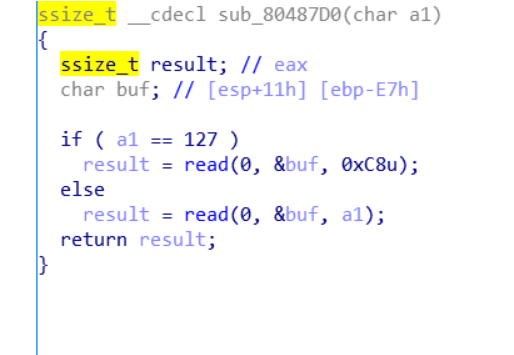 ssize_t __cdecl sub_80487D0(char a1)
{
  ssize_t result; // eax
  char buf; // [esp+11h] [ebp-E7h]
  if ( a1 == 127 )
    result = read(0, &buf, 0xC8u);
  else
    result = read(0, &buf, a1);
  return result;
}